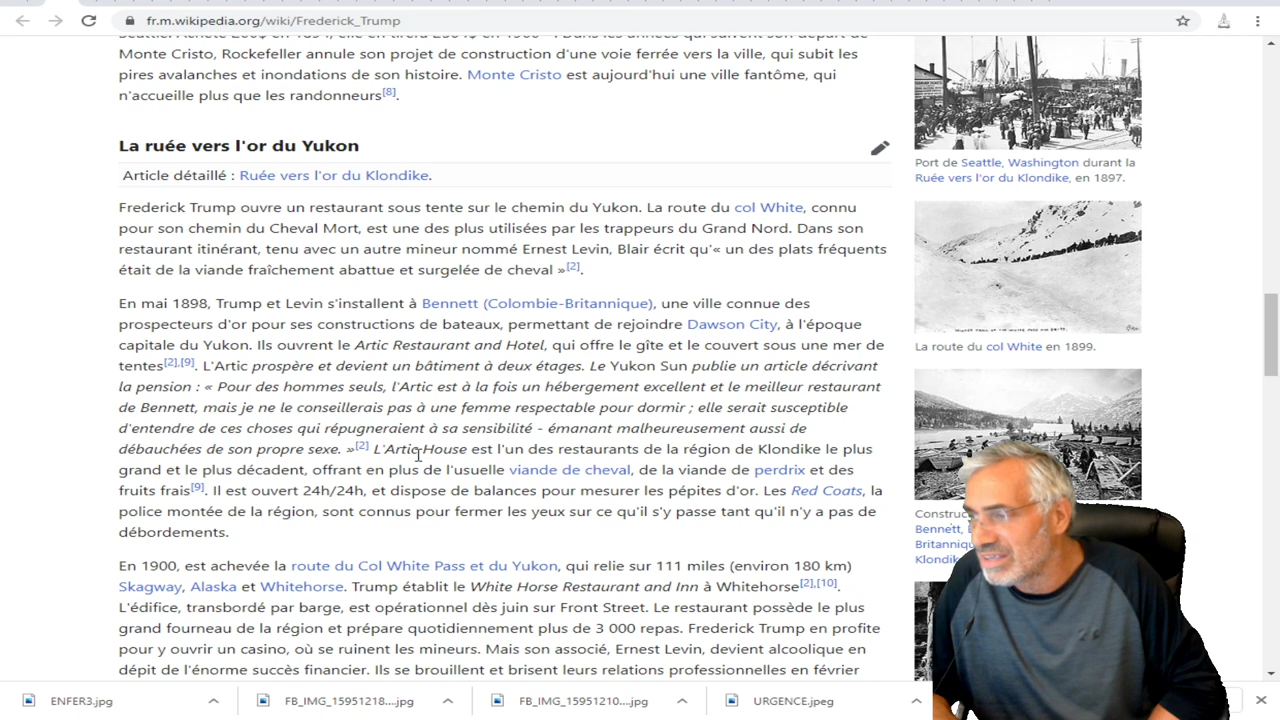 fr.m.wikipedia.org/wiki/Frederick_Trump
Monte Cristo, Rockefeller annule son projet de construction d'une voie ferrée vers la ville, qui subit les
pires avalanches et inondations de son histoire. Monte Cristo est aujourd'hui une ville fantôme, qui
n'accueille plus que les randonneurs[8].
La ruée vers l'or du Yukon
Article détaillé : Ruée vers l'or du Klondike.
Frederick Trump ouvre un restaurant sous tente sur le chemin du Yukon. La route du col White, connu
pour son chemin du Cheval Mort, est une des plus utilisées par les trappeurs du Grand Nord. Dans son
restaurant itinérant, tenu avec un autre mineur nommé Ernest Levin, Blair écrit qu'« un des plats fréquents
était de la viande fraîchement abattue et surgelée de cheval »[2].
En mai 1898, Trump et Levin s'installent à Bennett (Colombie-Britannique), une ville connue des
prospecteurs d'or pour ses constructions de bateaux, permettant de rejoindre Dawson City, à l'époque
capitale du Yukon. Ils ouvrent le Artic Restaurant and Hotel, qui offre le gîte et le couvert sous une mer de
tentes[2],[9]. L'Artic prospère et devient un bâtiment à deux étages. Le Yukon Sun publie un article décrivant
la pension : « Pour des hommes seuls, l'Artic est à la fois un hébergement excellent et le meilleur restaurant
de Bennett, mais je ne le conseillerais pas à une femme respectable pour dormir ; elle serait susceptible
d'entendre de ces choses qui répugneraient à sa sensibilité - émanant malheureusement aussi de
débauchées de son propre sexe. »[2] L'Artic House est l'un des restaurants de la région de Klondike le plus
grand et le plus décadent, offrant en plus de l'usuelle viande de cheval, de la viande de perdrix et des
fruits frais[9]. Il est ouvert 24h/24h, et dispose de balances pour mesurer les pépites d'or. Les Red Coats, la
police montée de la région, sont connus pour fermer les yeux sur ce qu'il s'y passe tant qu'il n'y a pas de
débordements.
En 1900, est achevée la route du Col White Pass et du Yukon, qui relie sur 111 miles (environ 180 km)
Skagway, Alaska et Whitehorse. Trump établit le White Horse Restaurant and Inn à Whitehorse[2],[10].
L'édifice, transbordé par barge, est opérationnel dès juin sur Front Street. Le restaurant possède le plus
grand fourneau de la région et prépare quotidiennement plus de 3 000 repas. Frederick Trump en profite
pour y ouvrir un casino, où se ruinent les mineurs. Mais son associé, Ernest Levin, devient alcoolique en
dépit de l'énorme succès financier. Ils se brouillent et brisent leurs relations professionnelles en février
Port de Seattle, Washington durant la
Ruée vers l'or du Klondike, en 1897.
La route du col White en 1899.
Construc
Bennett,
Britanniqu
Klondik
ENFER3.jpg
FB_IMG_15951218....jpg
FB_IMG_15951210....jpg
URGENCE.jpeg